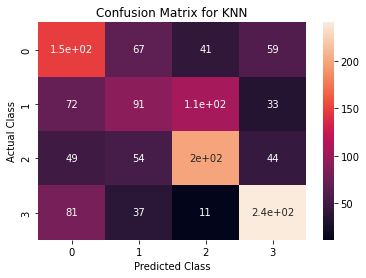 Confusion Matrix for KNN
Actual Class
0 1.5e+02 67 41 59
1 72 91 1.1e+02 33
2 49 54 2e+02 44
3 81 37 11 2.4e+02
0 1 2 3
Predicted Class
200
150
100
50